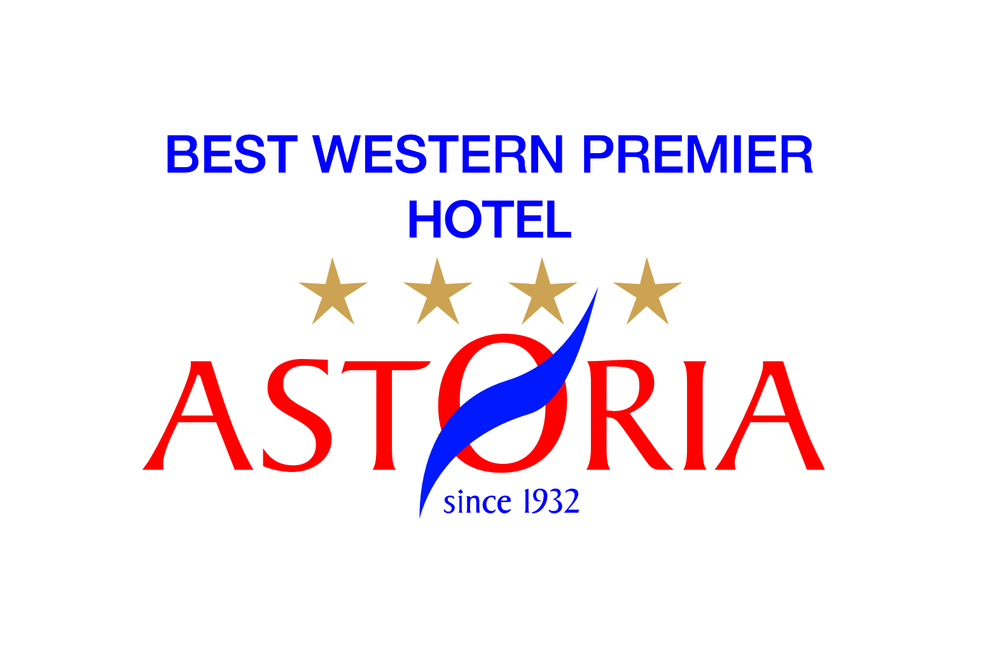 BEST WESTERN PREMIER
HOTEL
ASTORIA
since 1932